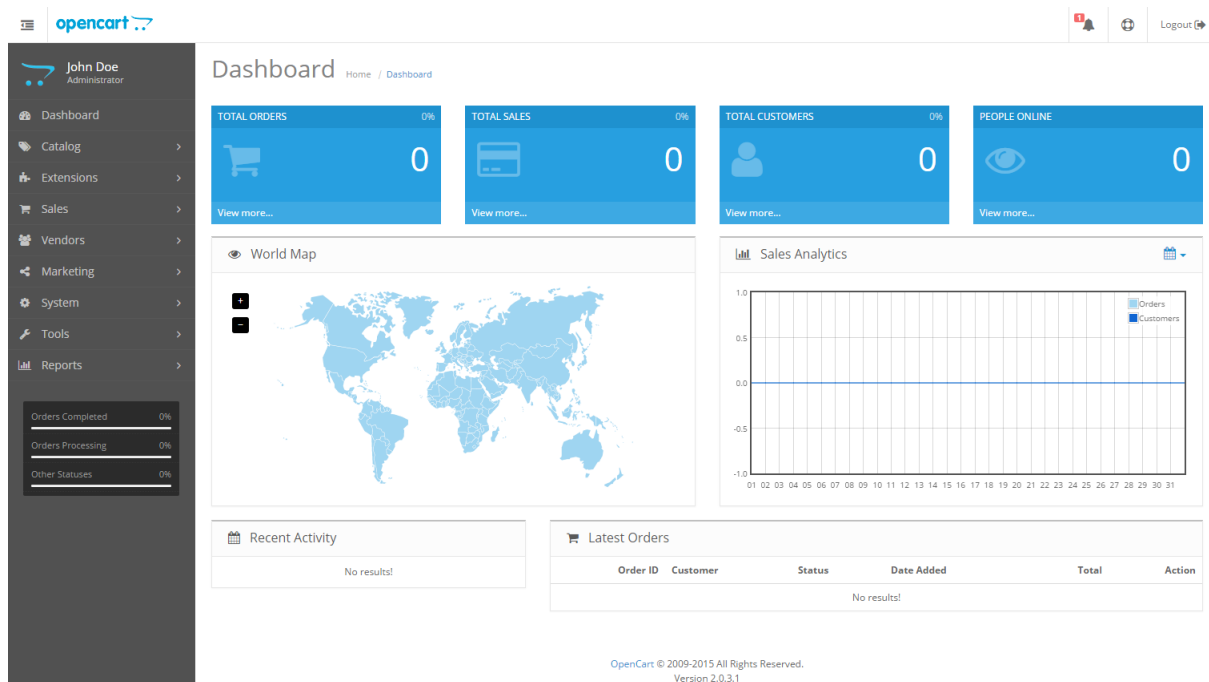 opencart
1
Logout
John Doe
Administrator
Dashboard
Catalog
Extensions
Sales
Vendors
Marketing
System
Tools
Reports
Orders Completed 0%
Orders Processing 0%
Other Statuses 0%
Dashboard Home / Dashboard
TOTAL ORDERS 0%
0
View more...
TOTAL SALES 0%
0
View more...
TOTAL CUSTOMERS 0%
0
View more...
PEOPLE ONLINE
0
View more...
World Map
+
-
Sales Analytics
1.0
0.5
0.0
-0.5
-1.0
Orders
Customers
01 02 03 04 05 06 07 08 09 10 11 12 13 14 15 16 17 18 19 20 21 22 23 24 25 26 27 28 29 30 31
Recent Activity
No results!
Latest Orders
Order ID Customer Status Date Added Total Action
No results!
OpenCart © 2009-2015 All Rights Reserved.
Version 2.0.3.1